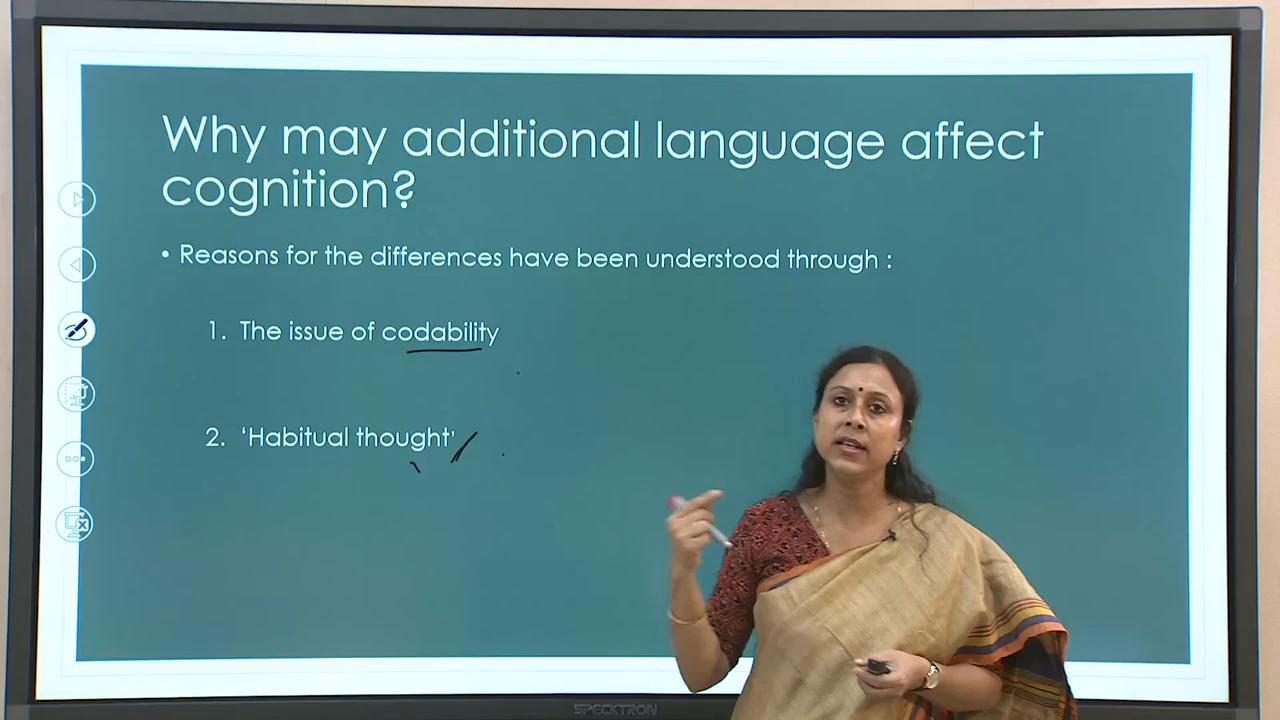 Why may additional language affect
cognition?
• Reasons for the differences have been understood through :
1. The issue of codability
2. ‘Habitual thought’
SPECKTRON